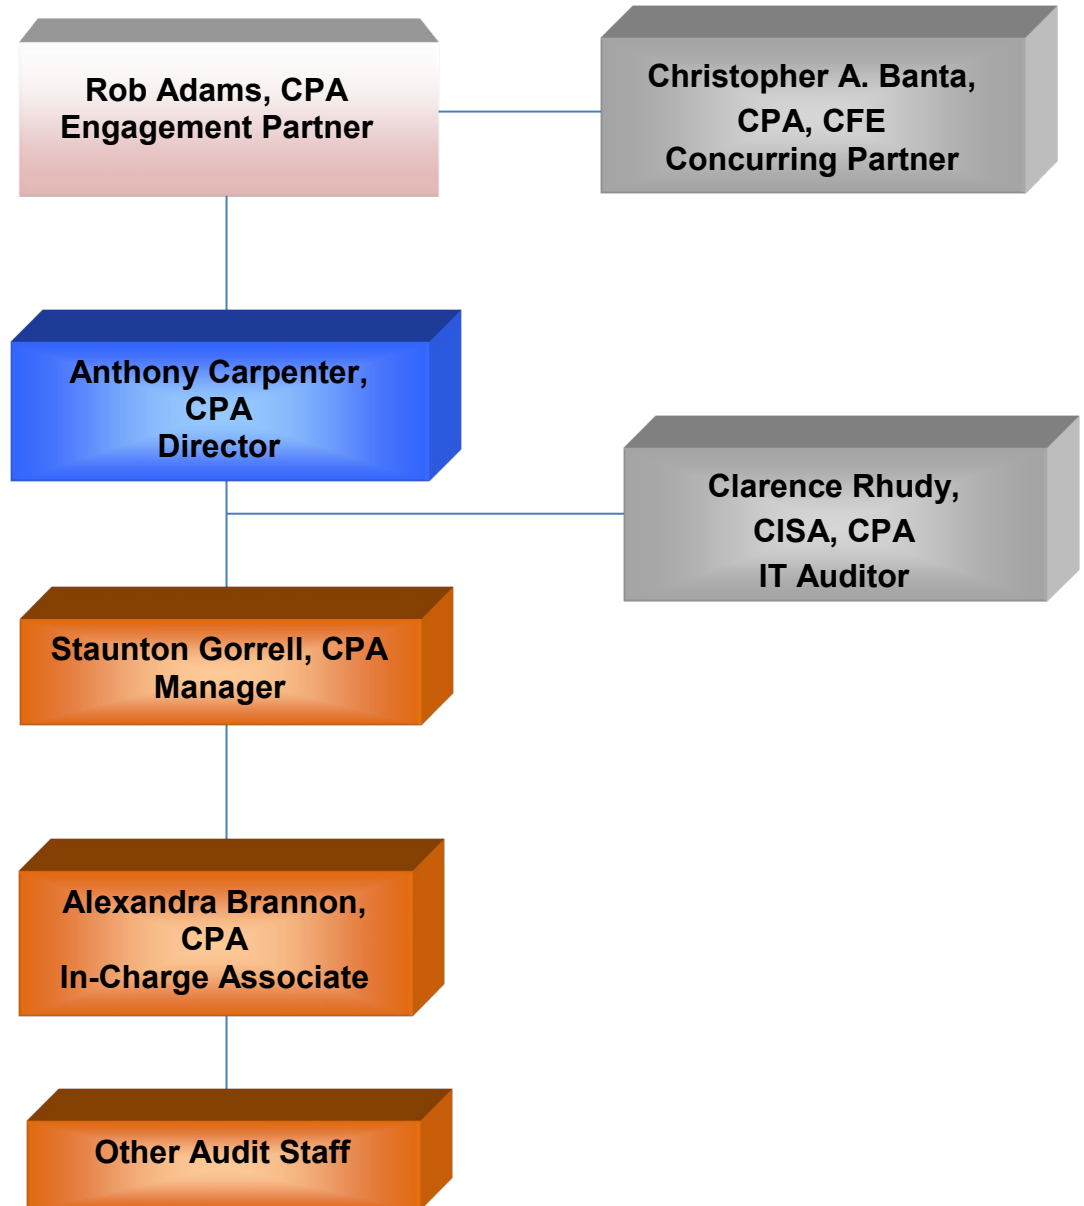 Rob Adams, CPA
Engagement Partner
Christopher A. Banta,
CPA, CFE
Concurring Partner
Anthony Carpenter,
CPA
Director
Clarence Rhudy,
CISA, CPA
IT Auditor
Staunton Gorrell, CPA
Manager
Alexandra Brannon,
CPA
In-Charge Associate
Other Audit Staff